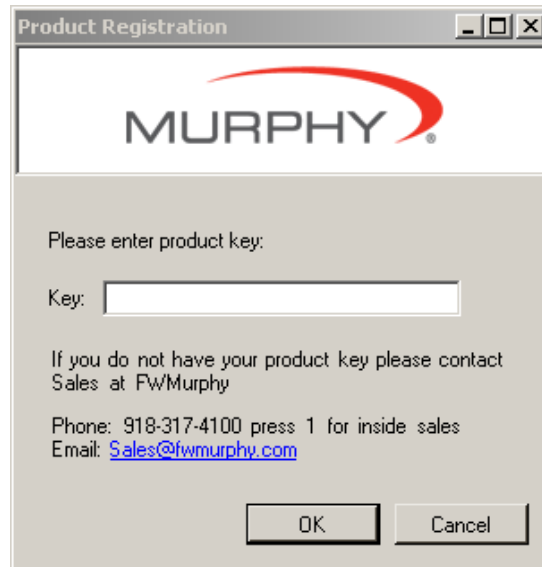 Product Registration
MURPHY®
Please enter product key:
Key:
If you do not have your product key please contact
Sales at FWMurphy
Phone: 918-317-4100 press 1 for inside sales
Email: Sales@fwmurphy.com
OK Cancel